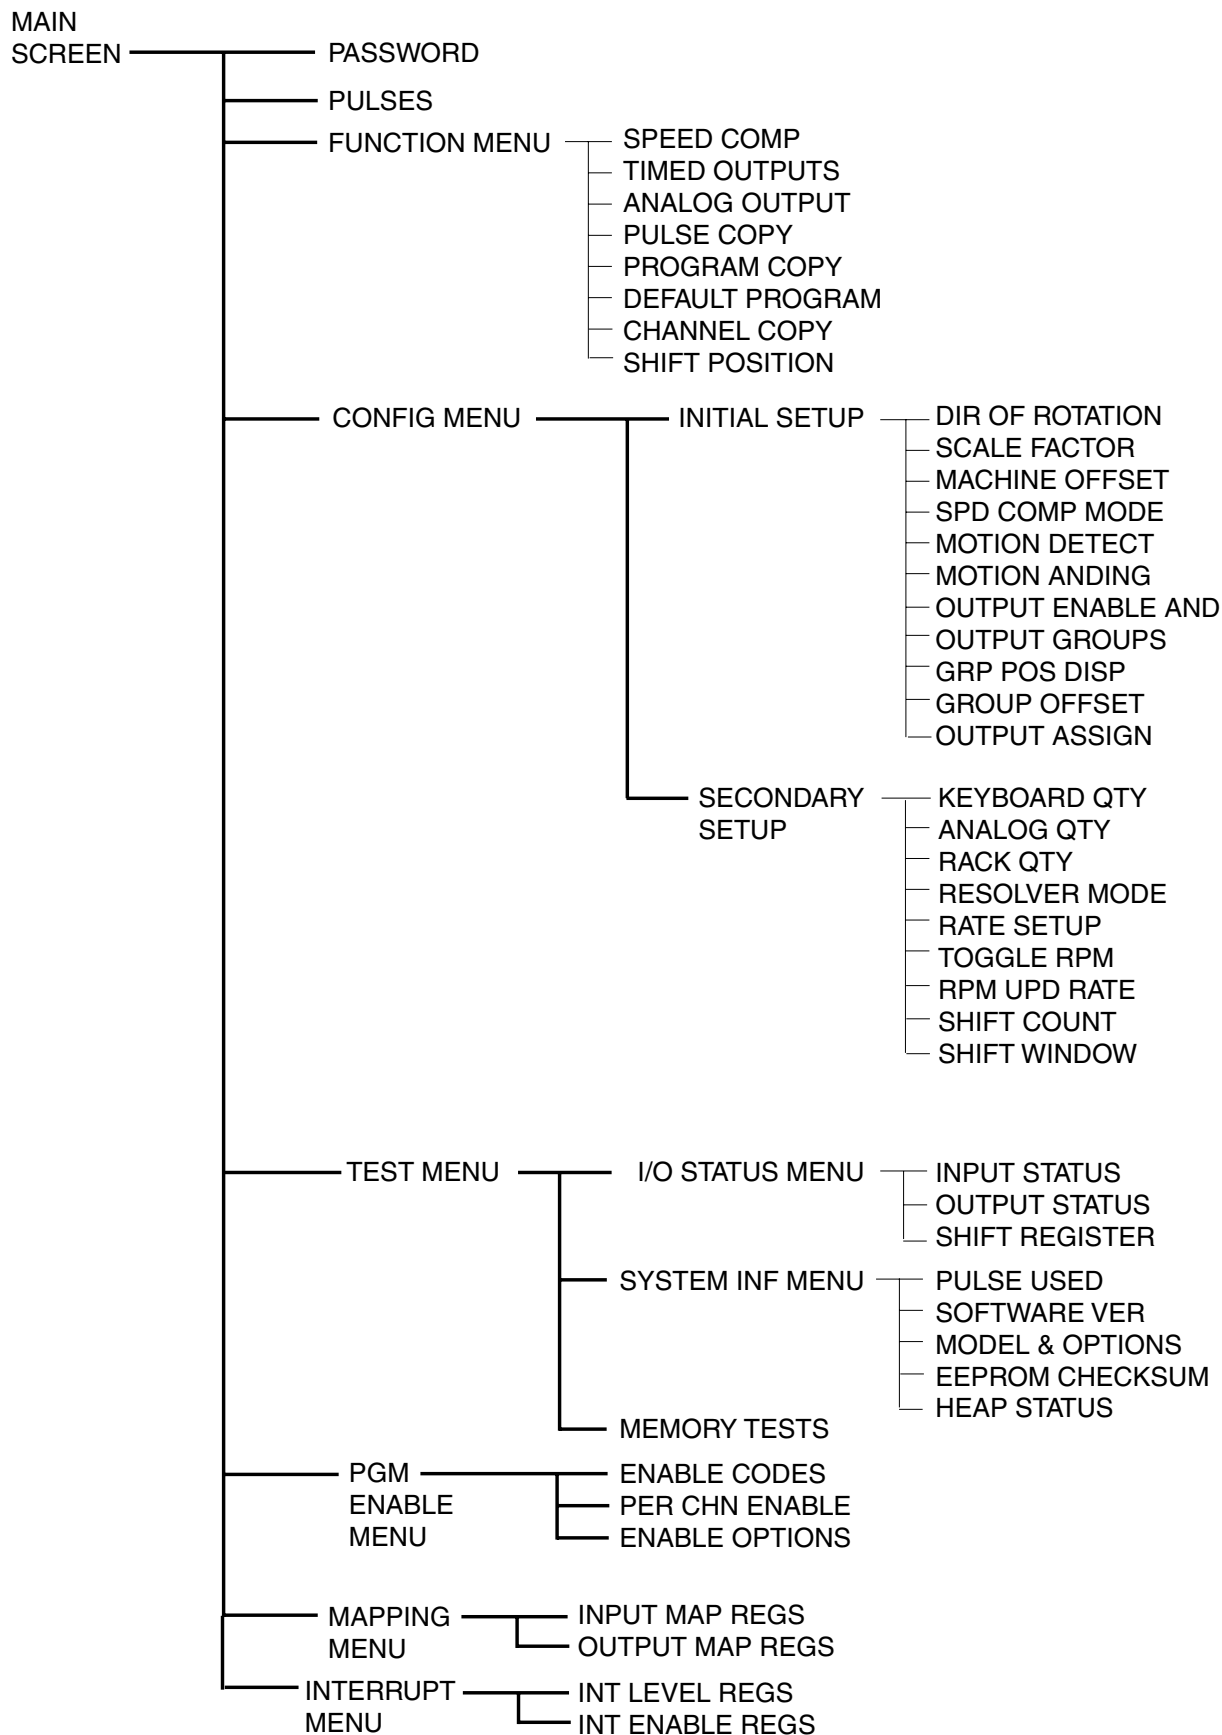 MAIN
SCREEN
PASSWORD
PULSES
FUNCTION MENU
SPEED COMP
TIMED OUTPUTS
ANALOG OUTPUT
PULSE COPY
PROGRAM COPY
DEFAULT PROGRAM
CHANNEL COPY
SHIFT POSITION
CONFIG MENU
INITIAL SETUP
DIR OF ROTATION
SCALE FACTOR
MACHINE OFFSET
SPD COMP MODE
MOTION DETECT
MOTION ANDING
OUTPUT ENABLE AND
OUTPUT GROUPS
GRP POS DISP
GROUP OFFSET
OUTPUT ASSIGN
SECONDARY
SETUP
KEYBOARD QTY
ANALOG QTY
RACK QTY
RESOLVER MODE
RATE SETUP
TOGGLE RPM
RPM UPD RATE
SHIFT COUNT
SHIFT WINDOW
TEST MENU
I/O STATUS MENU
INPUT STATUS
OUTPUT STATUS
SHIFT REGISTER
SYSTEM INF MENU
PULSE USED
SOFTWARE VER
MODEL & OPTIONS
EEPROM CHECKSUM
HEAP STATUS
MEMORY TESTS
PGM
ENABLE
MENU
ENABLE CODES
PER CHN ENABLE
ENABLE OPTIONS
MAPPING
MENU
INPUT MAP REGS
OUTPUT MAP REGS
INTERRUPT
MENU
INT LEVEL REGS
INT ENABLE REGS